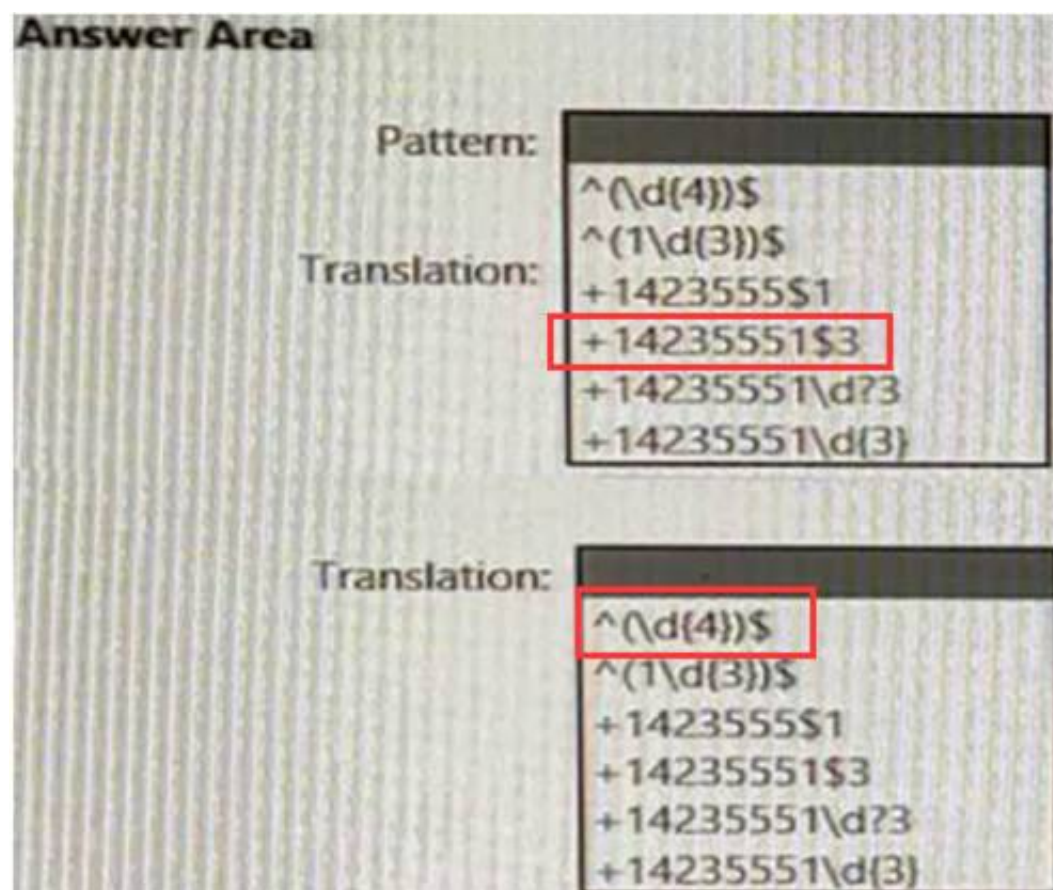 Answer Area
Pattern:
^(\d{4})$
^(1\d{3})$
Translation:
+1423555$1
+14235551$3
+14235551\d?3
+14235551\d{3}
Translation:
^(\d{4})$
^(1\d{3})$
+1423555$1
+14235551$3
+14235551\d?3
+14235551\d{3}